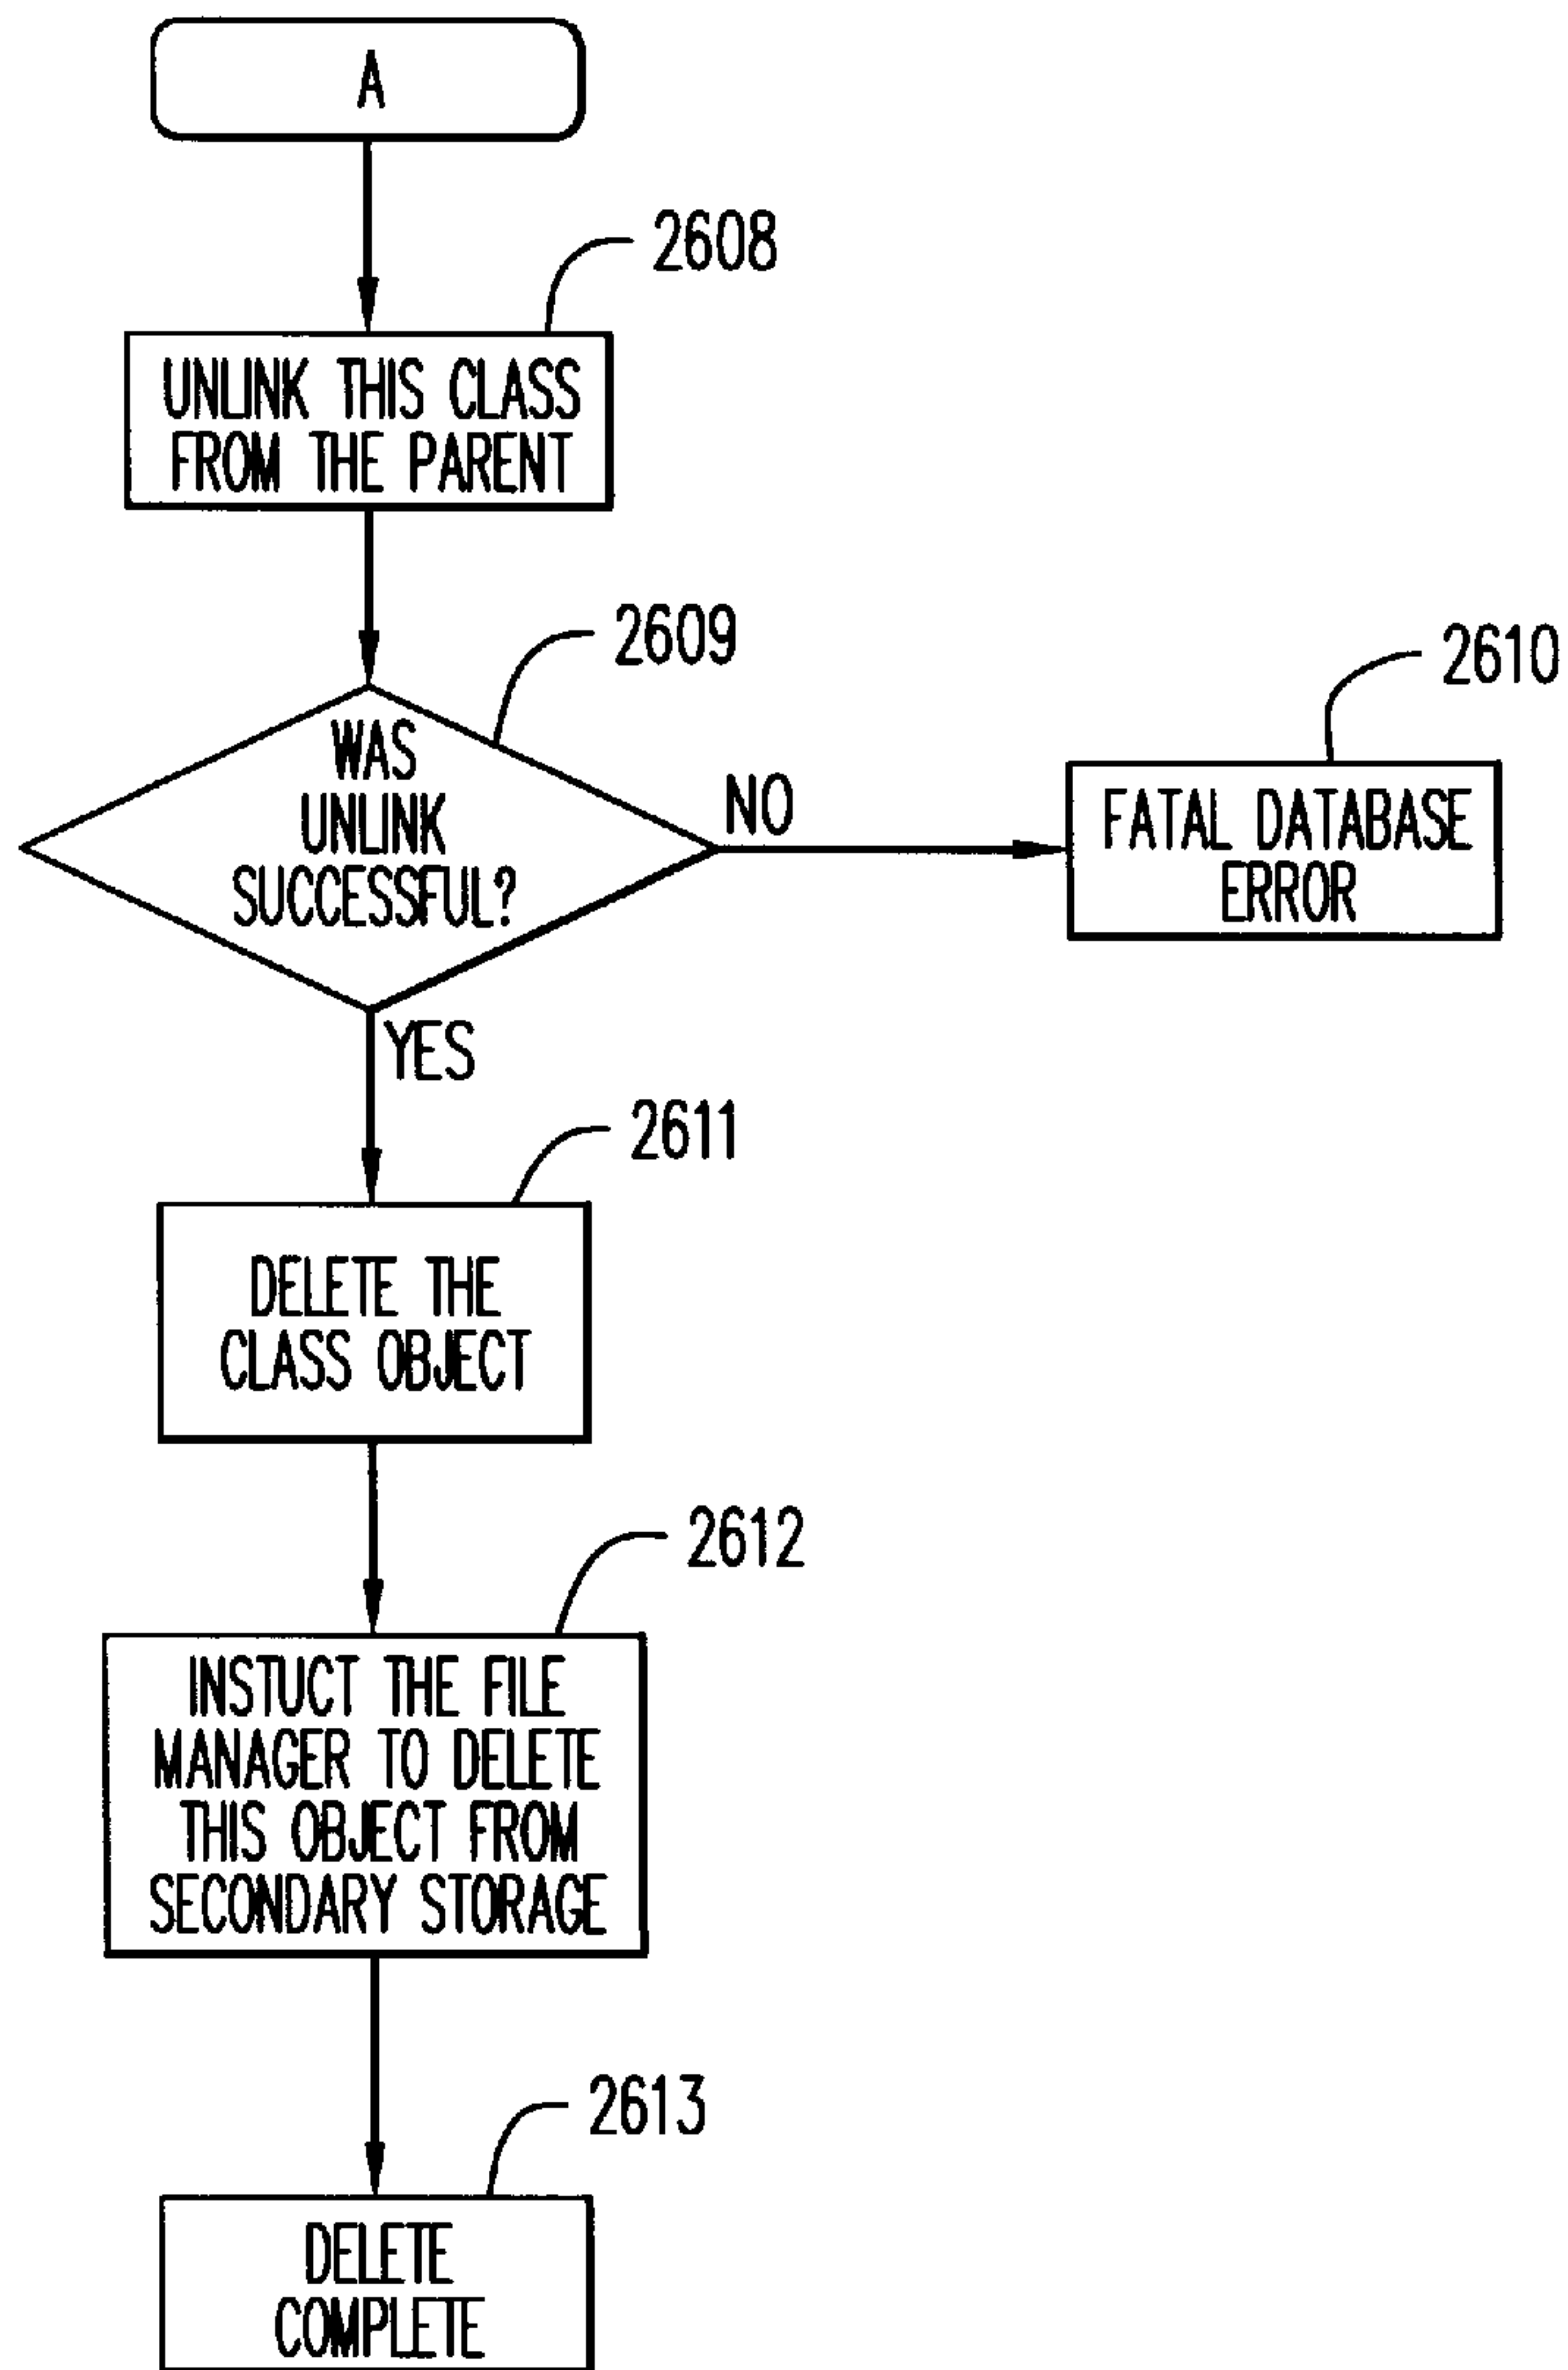 A
2608
UNLINK THIS CLASS
FROM THE PARENT
2609
WAS
UNLINK
SUCCESSFUL?
NO
2610
FATAL DATABASE
ERROR
YES
2611
DELETE THE
CLASS OBJECT
2612
INSTUCT THE FILE
MANAGER TO DELETE
THIS OBJECT FROM
SECONDARY STORAGE
2613
DELETE
COMPLETE